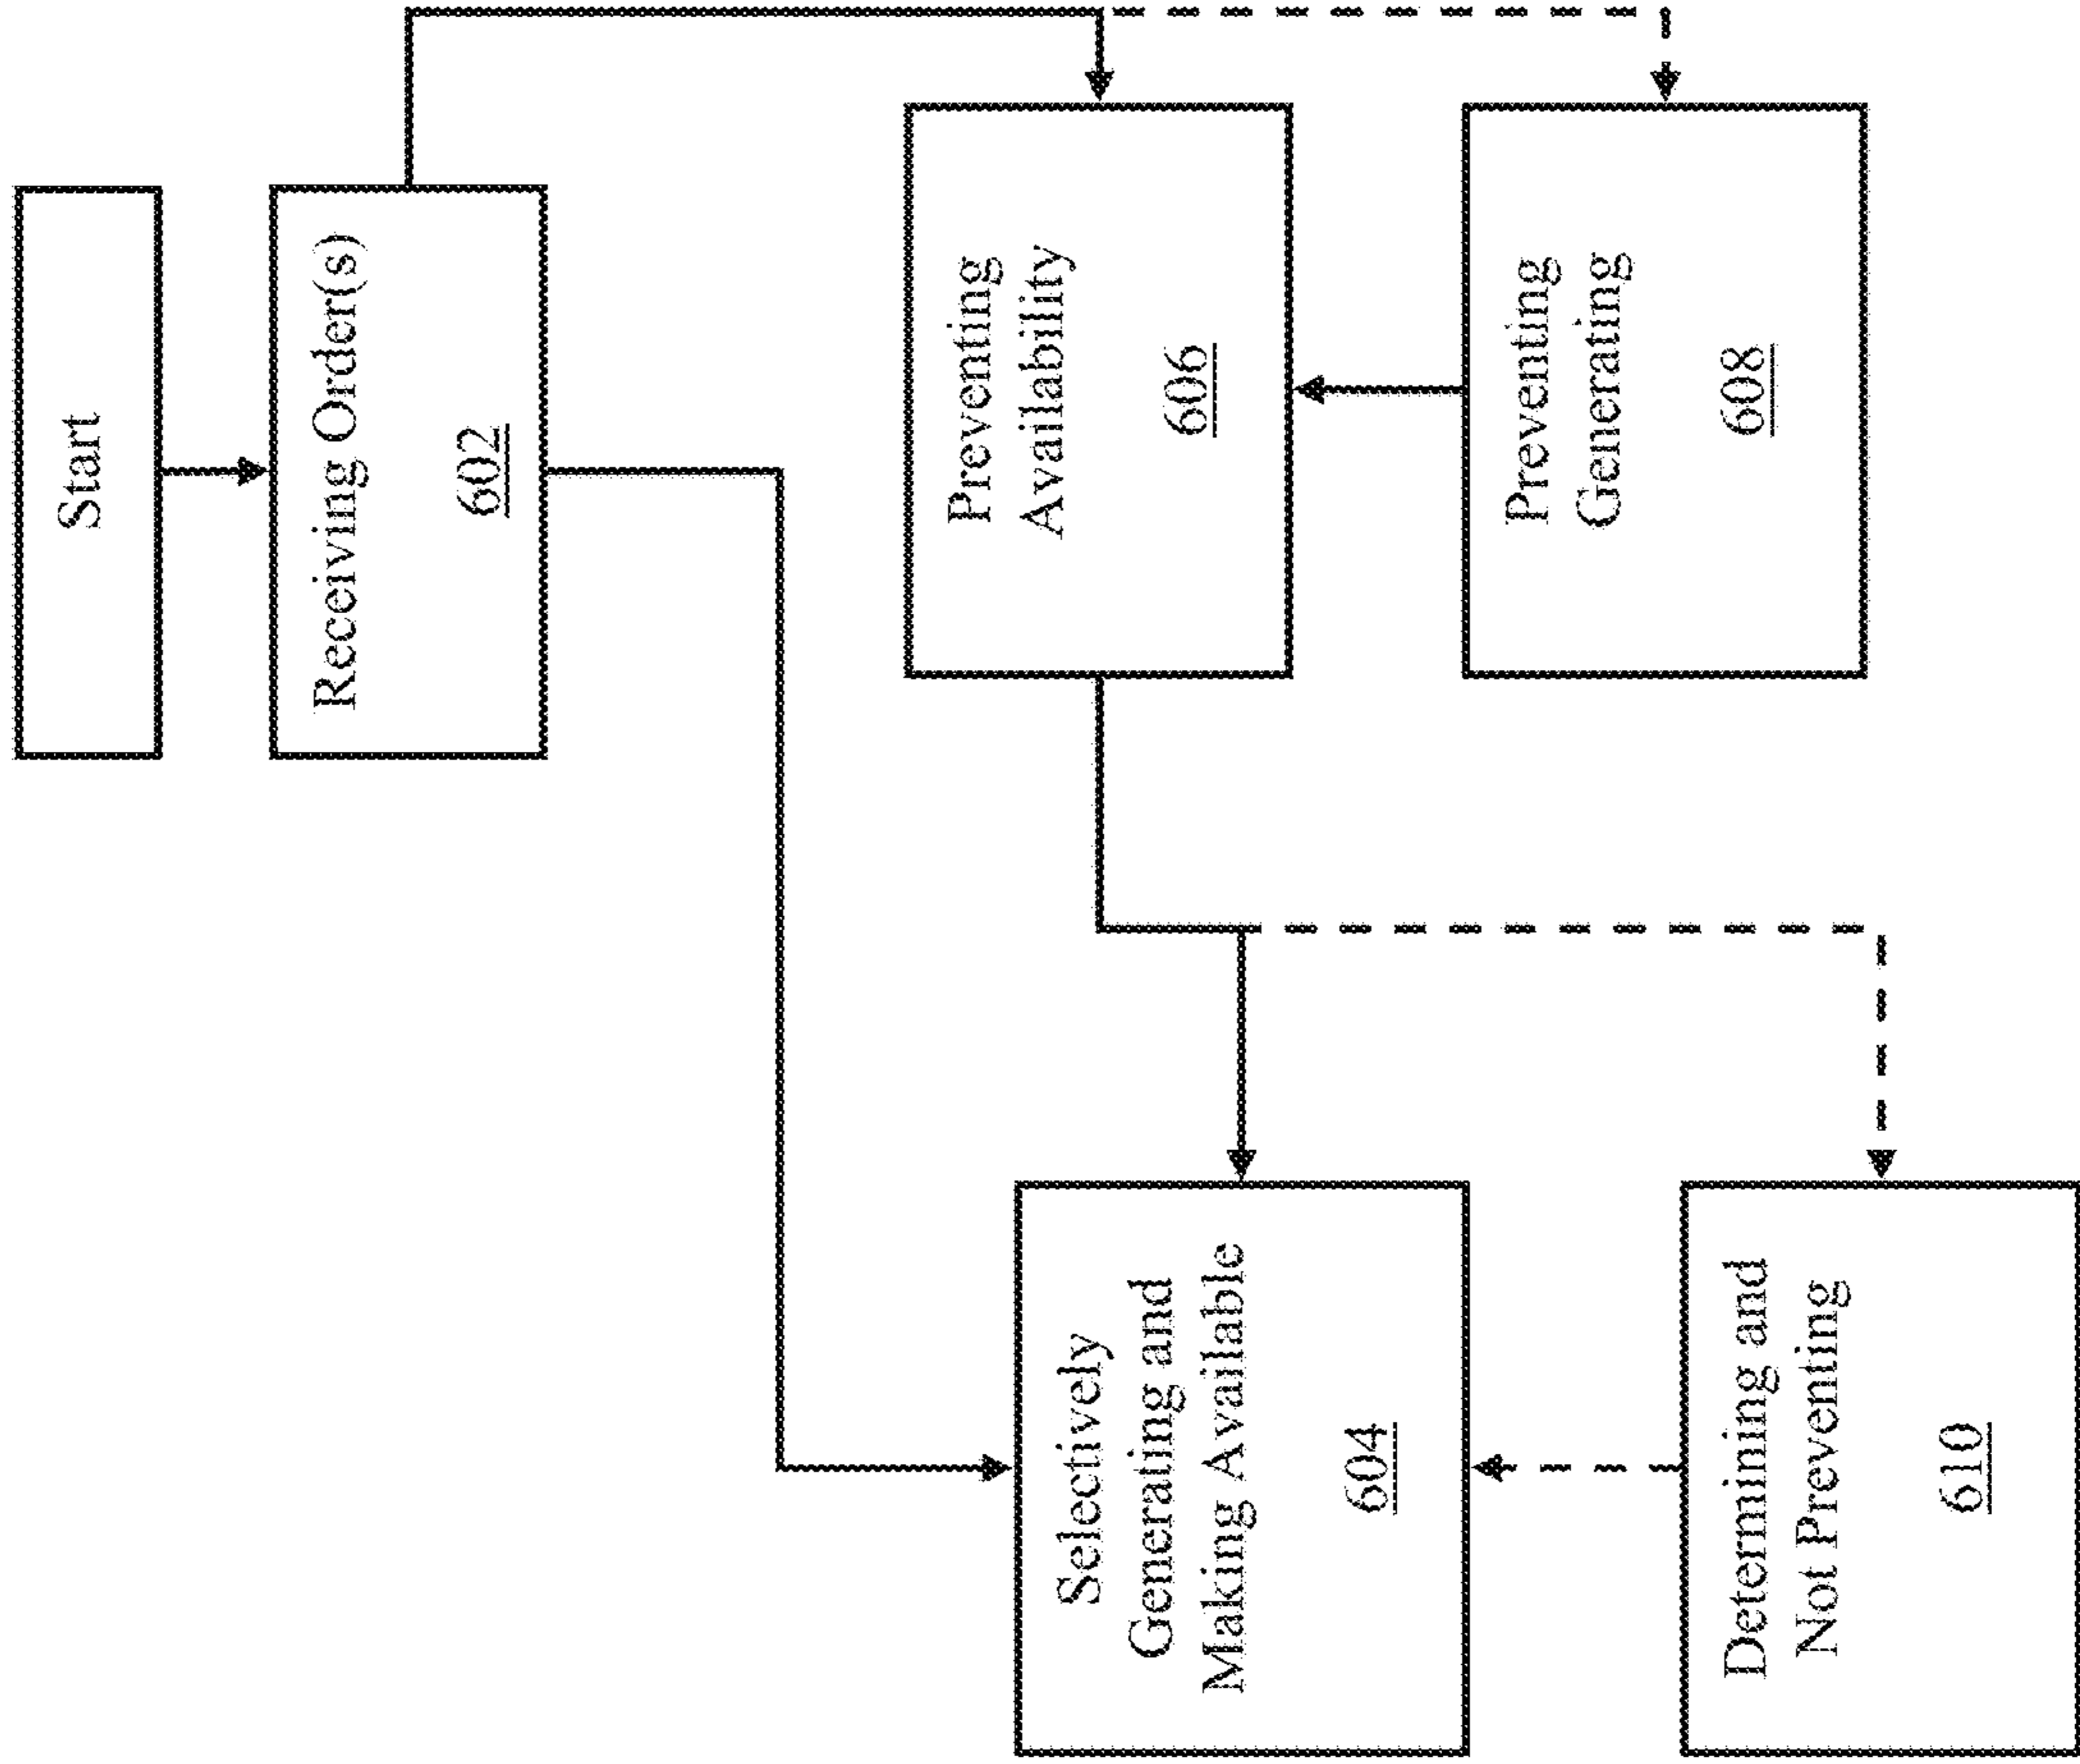 Start
Receiving Order(s)
602
Preventing
Availability
606
Preventing
Generating
608
Selectively
Generating and
Making Available
604
Determining and
Not Preventing
610